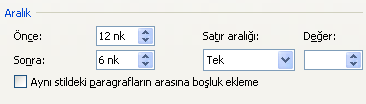 Aralık
Önce: 12 nk Satır aralığı: Değer:
Sonra: 6 nk Tek
Aynı stildeki paragrafların arasına boşluk ekleme